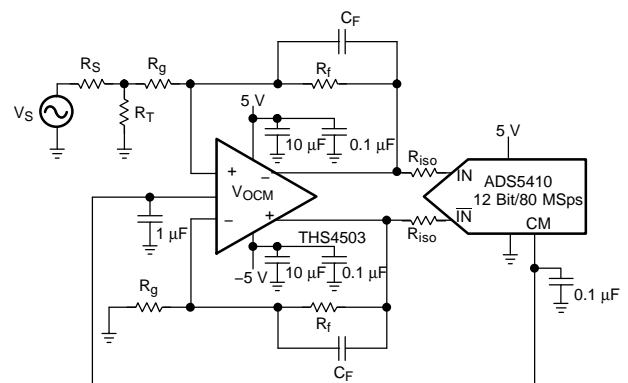 C_F
R_S
R_g
R_f
V_S
R_T
5 V
10 µF
0.1 µF
5 V
R_iso
+
−
IN
ADS5410
12 Bit/80 MSps
V_OCM
IN
CM
−
+
1 µF
THS4503
R_iso
−5 V
10 µF
0.1 µF
0.1 µF
R_g
R_f
C_F